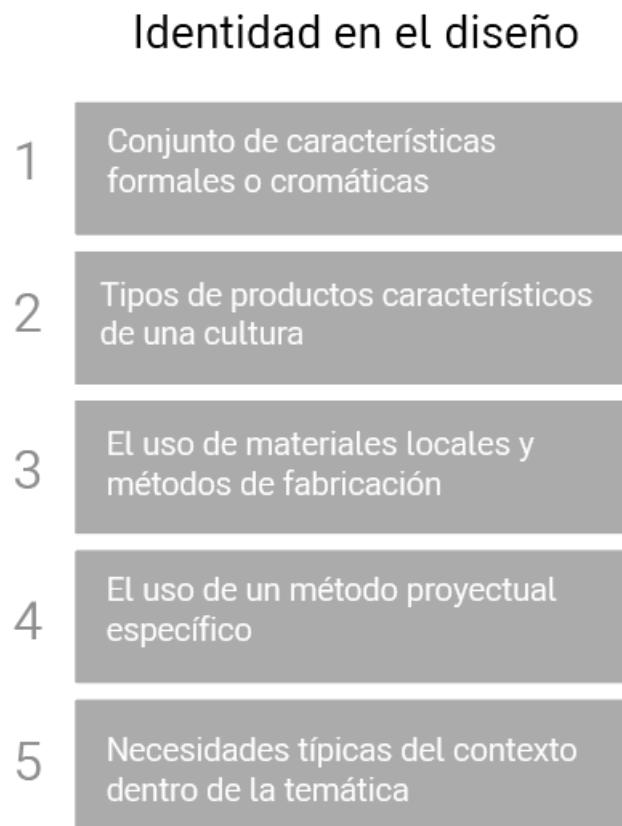 Identidad en el diseño
1
Conjunto de características
formales o cromáticas
2
Tipos de productos característicos
de una cultura
3
El uso de materiales locales y
métodos de fabricación
4
El uso de un método proyectual
específico
5
Necesidades típicas del contexto
dentro de la temática